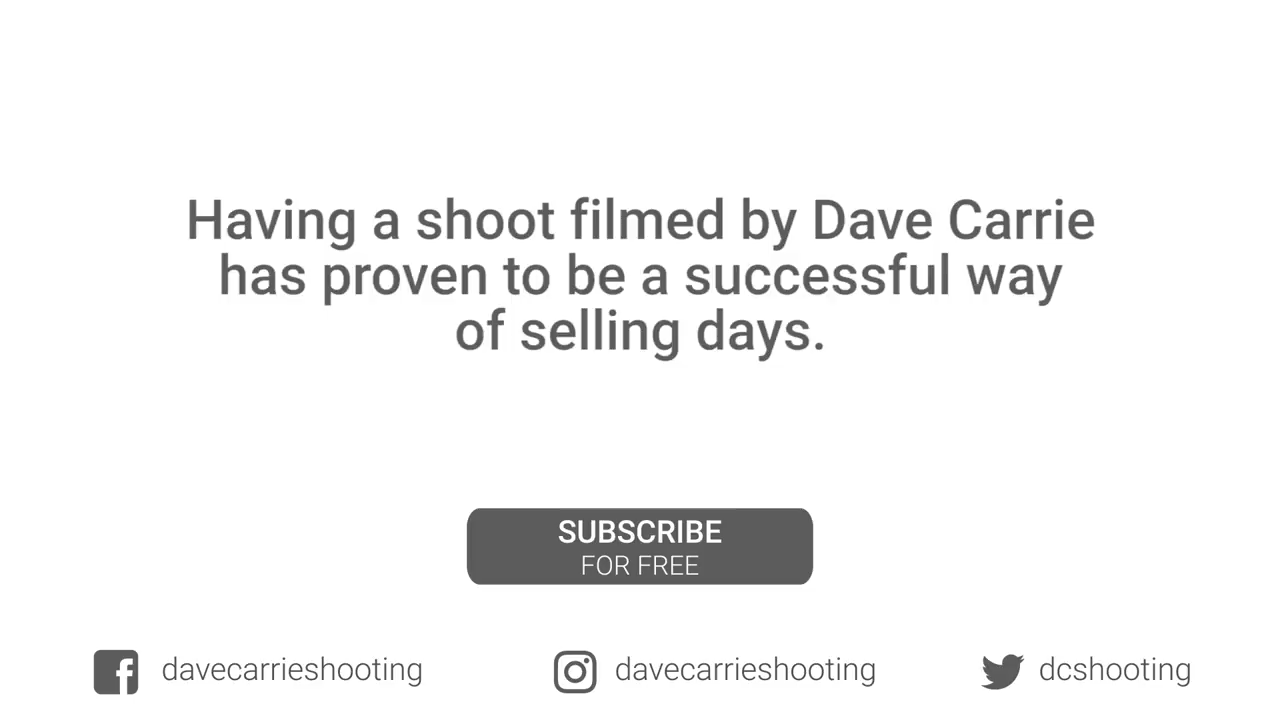 Having a shoot filmed by Dave Carrie
has proven to be a successful way
of selling days.
SUBSCRIBE
FOR FREE
davecarrieshooting
davecarrieshooting
dcshooting